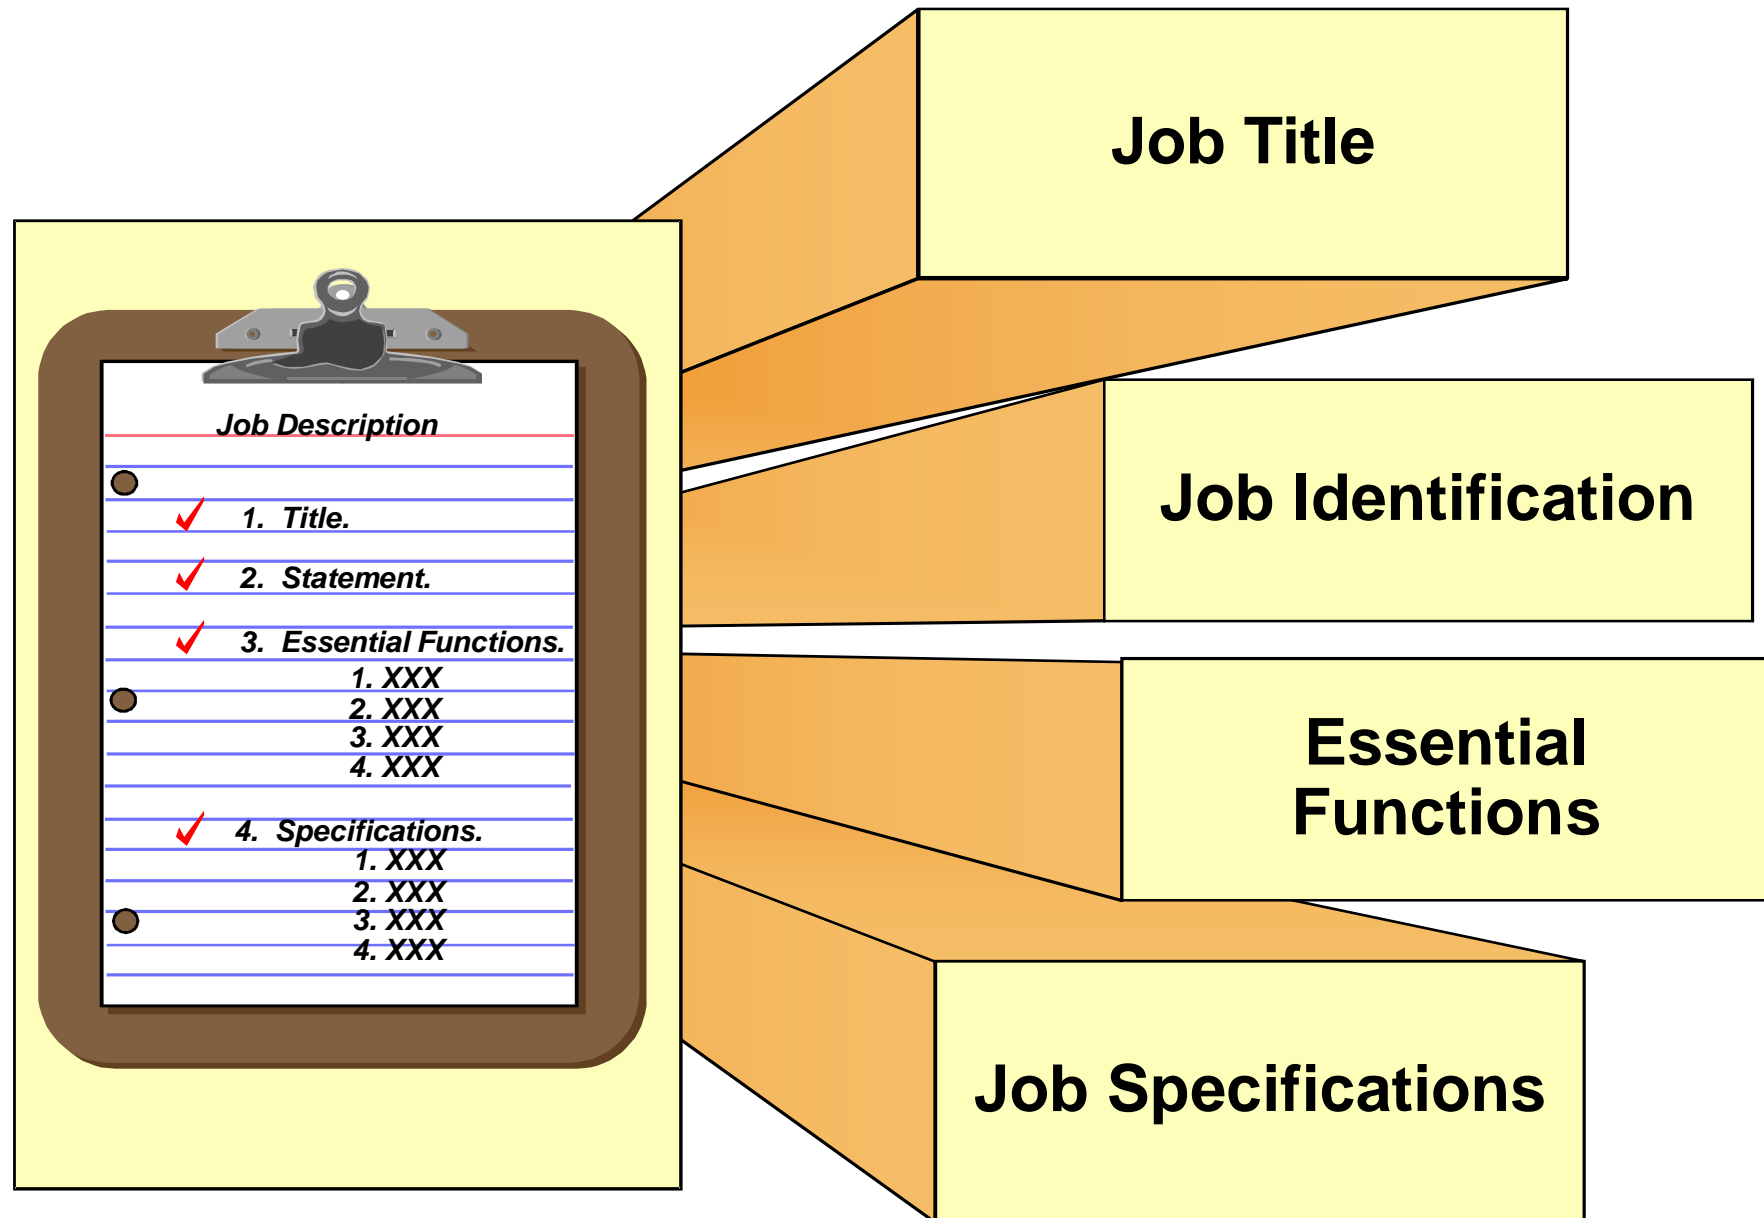 Job Description
1. Title.
2. Statement.
3. Essential Functions.
1. XXX
2. XXX
3. XXX
4. XXX
4. Specifications.
1. XXX
2. XXX
3. XXX
4. XXX
Job Title
Job Identification
Essential
Functions
Job Specifications